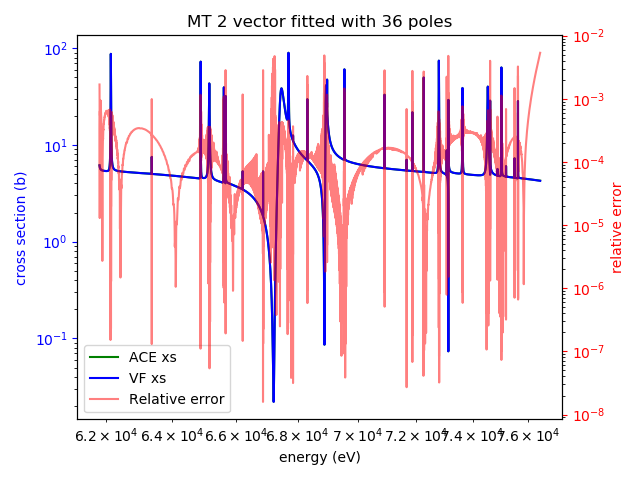 MT 2 vector fitted with 36 poles
10²
10¹
10⁰
10⁻¹
cross section (b)
10⁻²
10⁻³
10⁻⁴
10⁻⁵
10⁻⁶
10⁻⁷
10⁻⁸
relative error
ACE xs
VF xs
Relative error
6.2 × 10⁴ 6.4 × 10⁴ 6.6 × 10⁴ 6.8 × 10⁴ 7 × 10⁴ 7.2 × 10⁴ 7.4 × 10⁴ 7.6 × 10⁴
energy (eV)